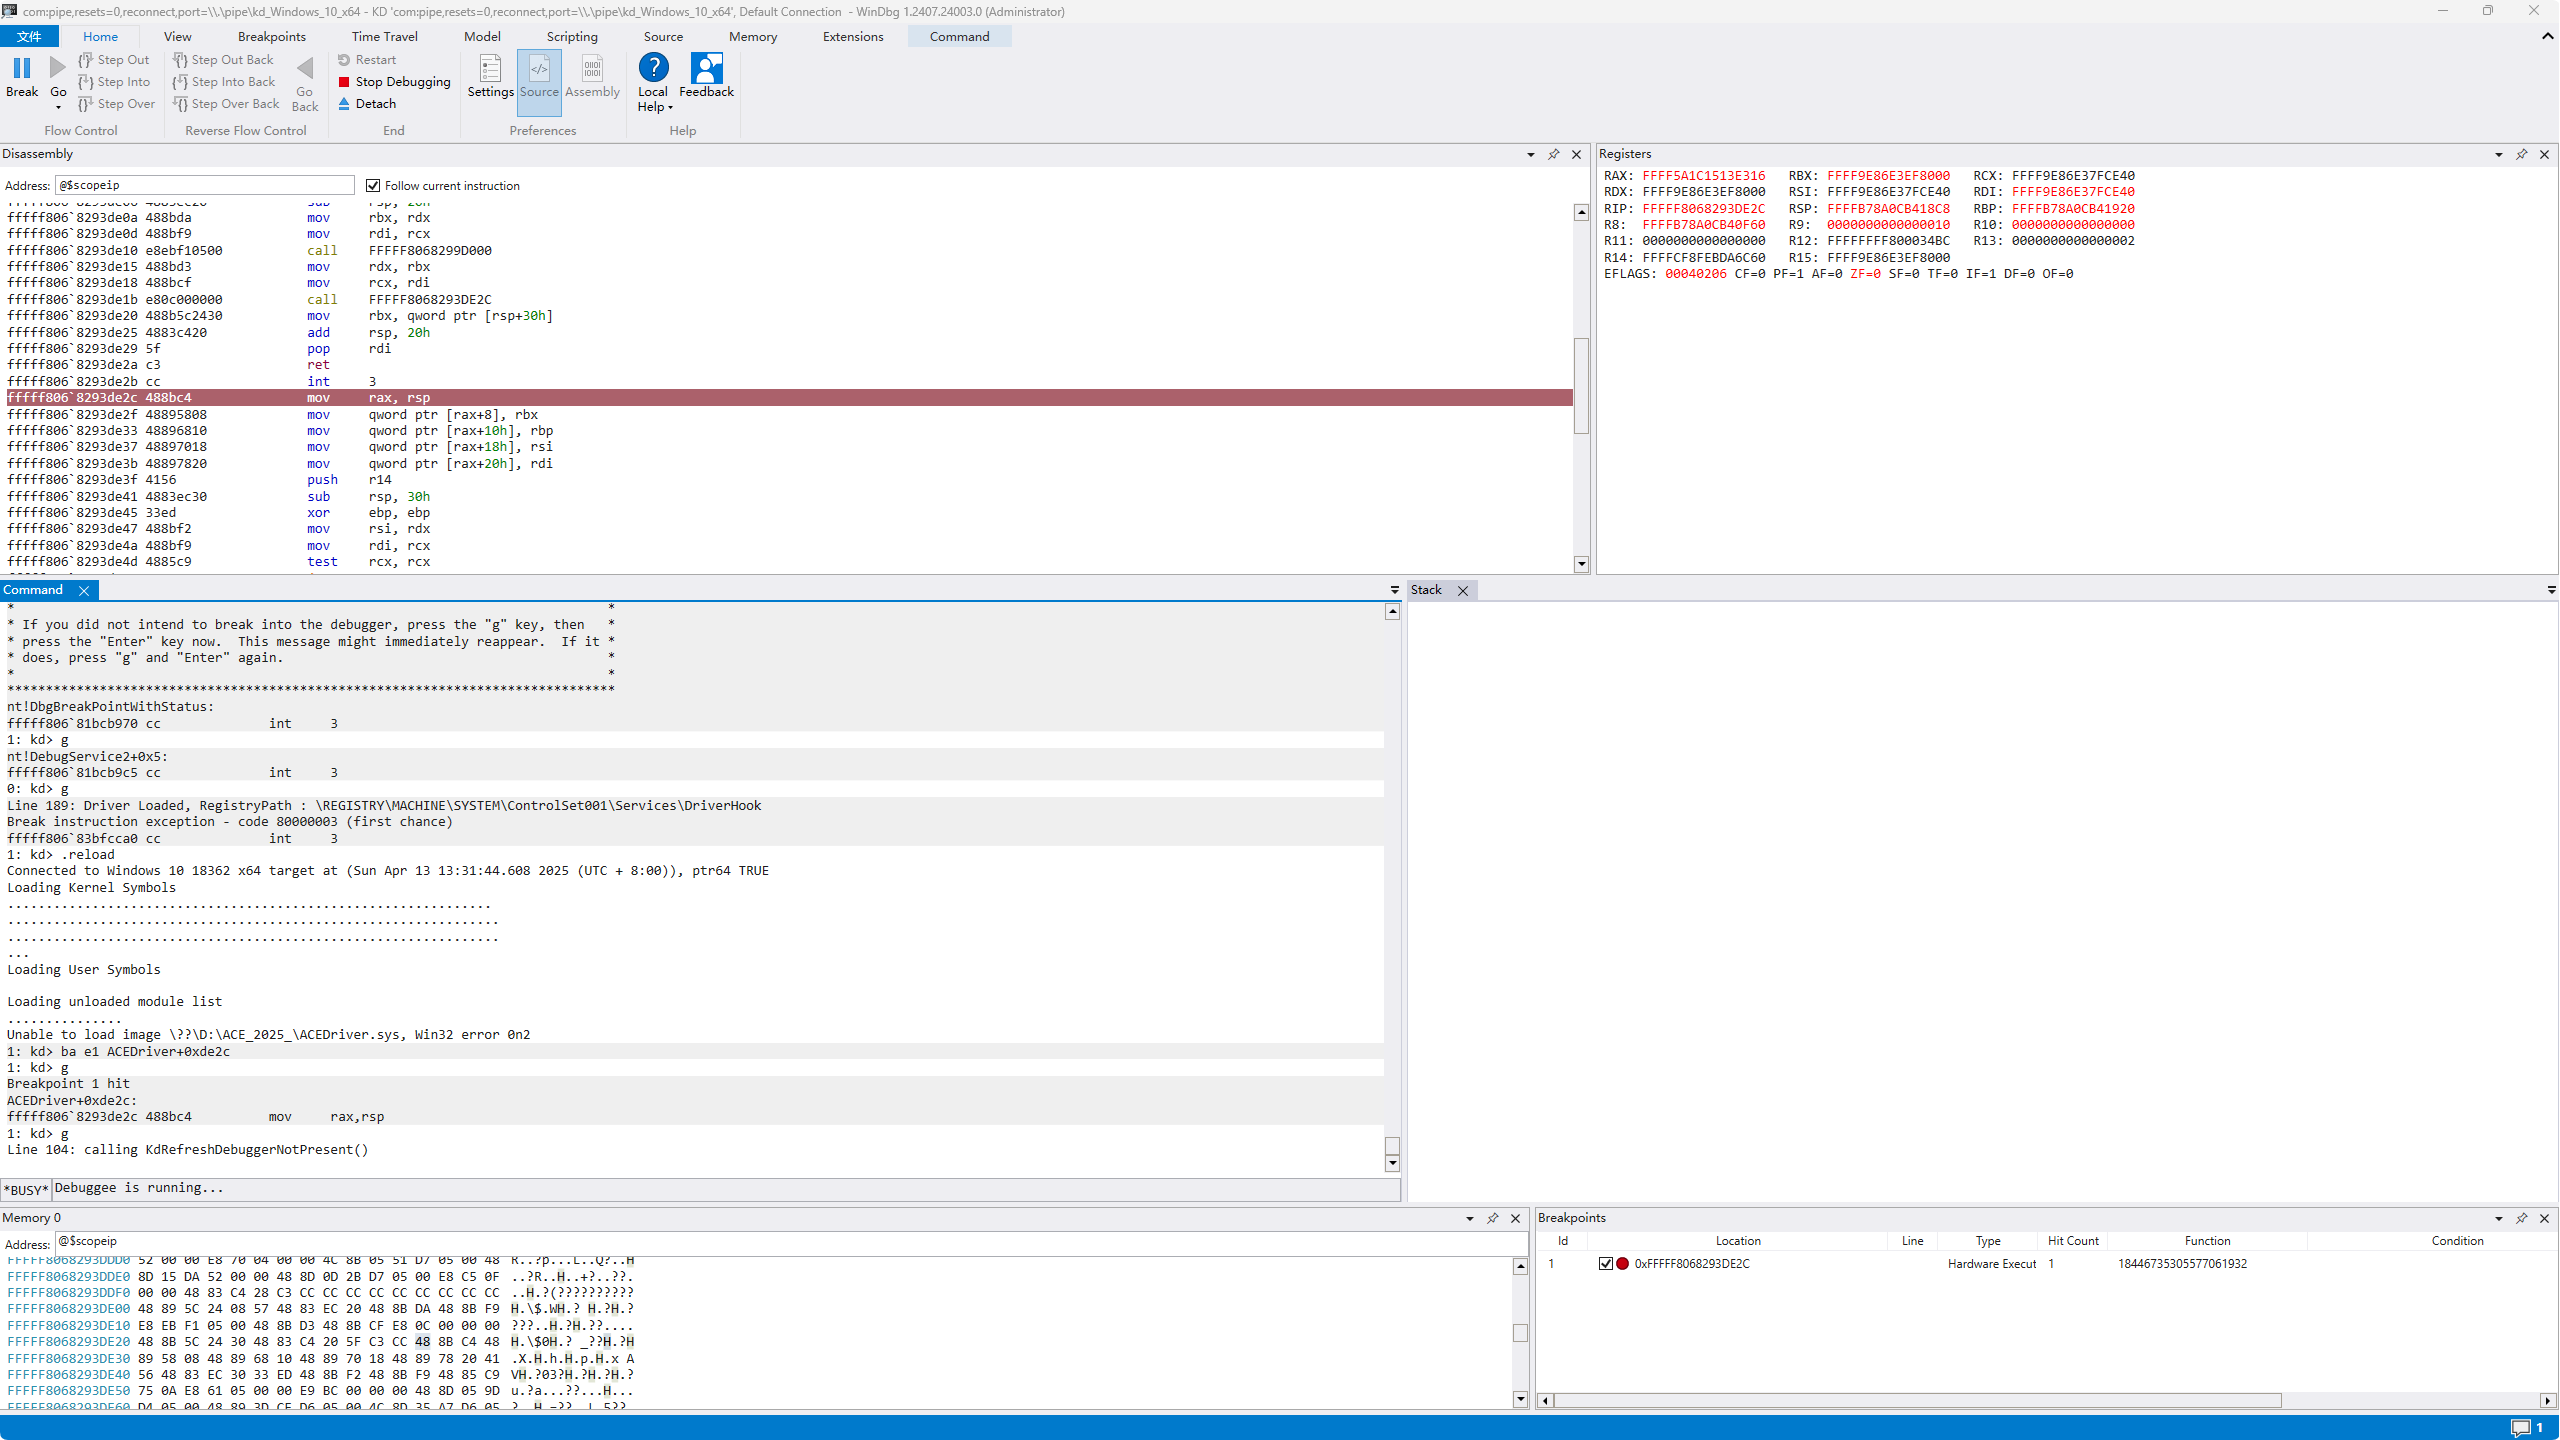 com:pipe,resets=0,reconnect,port=\\.\pipe\kd_Windows_10_x64 - KD 'com:pipe,resets=0,reconnect,port=\\.\pipe\kd_Windows_10_x64', Default Connection - WinDbg 1.2407.24003.0 (Administrator)
文件 Home View Breakpoints Time Travel Model Scripting Source Memory Extensions Command
Break Go Step Out Step Into Step Over Step Out Back Step Into Back Step Over Back Go Back Restart Stop Debugging Detach Settings Source Assembly Local Help Feedback
Flow Control Reverse Flow Control End Preferences Help
Disassembly
Address: @$scopeip Follow current instruction
fffff806`8293de0a 488bda mov rbx, rdx
fffff806`8293de0d 488bf9 mov rdi, rcx
fffff806`8293de10 e8ebf10500 call FFFFF8068299D000
fffff806`8293de15 488bd3 mov rdx, rbx
fffff806`8293de18 488bcf mov rcx, rdi
fffff806`8293de1b e80c000000 call FFFFF8068293DE2C
fffff806`8293de20 488b5c2430 mov rbx, qword ptr [rsp+30h]
fffff806`8293de25 4883c420 add rsp, 20h
fffff806`8293de29 5f pop rdi
fffff806`8293de2a c3 ret
fffff806`8293de2b cc int 3
fffff806`8293de2c 488bc4 mov rax, rsp
fffff806`8293de2f 48895808 mov qword ptr [rax+8], rbx
fffff806`8293de33 48896810 mov qword ptr [rax+10h], rbp
fffff806`8293de37 48897018 mov qword ptr [rax+18h], rsi
fffff806`8293de3b 48897820 mov qword ptr [rax+20h], rdi
fffff806`8293de3f 4156 push r14
fffff806`8293de41 4883ec30 sub rsp, 30h
fffff806`8293de45 33ed xor ebp, ebp
fffff806`8293de47 488bf2 mov rsi, rdx
fffff806`8293de4a 488bf9 mov rdi, rcx
fffff806`8293de4d 4885c9 test rcx, rcx
Registers
RAX: FFFF5A1C1513E316 RBX: FFFF9E86E3EF8000 RCX: FFFF9E86E37FCE40
RDX: FFFF9E86E3EF8000 RSI: FFFF9E86E37FCE40 RDI: FFFF9E86E37FCE40
RIP: FFFFF8068293DE2C RSP: FFFFB78A0CB418C8 RBP: FFFFB78A0CB41920
R8: FFFFB78A0CB40F60 R9: 0000000000000010 R10: 0000000000000000
R11: 0000000000000000 R12: FFFFFFFF800034BC R13: 0000000000000002
R14: FFFFCF8FEBDA6C60 R15: FFFF9E86E3EF8000
EFLAGS: 00040206 CF=0 PF=1 AF=0 ZF=0 SF=0 TF=0 IF=1 DF=0 OF=0
Command
* *
* If you did not intend to break into the debugger, press the "g" key, then *
* press the "Enter" key now. This message might immediately reappear. If it *
* does, press "g" and "Enter" again. *
* *
*******************************************************************************
nt!DbgBreakPointWithStatus:
fffff806`81bcb970 cc int 3
1: kd> g
nt!DebugService2+0x5:
fffff806`81bcb9c5 cc int 3
0: kd> g
Line 189: Driver Loaded, RegistryPath : \REGISTRY\MACHINE\SYSTEM\ControlSet001\Services\DriverHook
Break instruction exception - code 80000003 (first chance)
fffff806`83bfcca0 cc int 3
1: kd> .reload
Connected to Windows 10 18362 x64 target at (Sun Apr 13 13:31:44.608 2025 (UTC + 8:00)), ptr64 TRUE
Loading Kernel Symbols
...............................................................
................................................................
................................................................
...
Loading User Symbols
Loading unloaded module list
...............
Unable to load image \??\D:\ACE_2025_\ACEDriver.sys, Win32 error 0n2
1: kd> ba e1 ACEDriver+0xde2c
1: kd> g
Breakpoint 1 hit
ACEDriver+0xde2c:
fffff806`8293de2c 488bc4 mov rax,rsp
1: kd> g
Line 104: calling KdRefreshDebuggerNotPresent()
*BUSY* Debuggee is running...
Stack
Memory 0
Address: @$scopeip
FFFFF8068293DDD0 52 00 00 E8 70 04 00 00 4C 8B 05 51 D7 05 00 48 R..?p...L..Q?..H
FFFFF8068293DDE0 8D 15 DA 52 00 00 48 8D 0D 2B D7 05 00 E8 C5 0F ..?R..H..+?..??.
FFFFF8068293DDF0 00 00 48 83 C4 28 C3 CC CC CC CC CC CC CC CC CC ..H.?(??????????
FFFFF8068293DE00 48 89 5C 24 08 57 48 83 EC 20 48 8B DA 48 8B F9 H.\$.WH.? H.?H.?
FFFFF8068293DE10 E8 EB F1 05 00 48 8B D3 48 8B CF E8 0C 00 00 00 ???..H.?H.??....
FFFFF8068293DE20 48 8B 5C 24 30 48 83 C4 20 5F C3 CC 48 8B C4 48 H.\$0H.? _??H.?H
FFFFF8068293DE30 89 58 08 48 89 68 10 48 89 70 18 48 89 78 20 41 .X.H.h.H.p.H.x A
FFFFF8068293DE40 56 48 83 EC 30 33 ED 48 8B F2 48 8B F9 48 85 C9 VH.?03?H.?H.?H.?
FFFFF8068293DE50 75 0A E8 61 05 00 00 E9 BC 00 00 00 48 8D 05 9D u.?a...??...H...
Breakpoints
Id Location Line Type Hit Count Function Condition
1 0xFFFFF8068293DE2C Hardware Execut 1 18446735305577061932
1